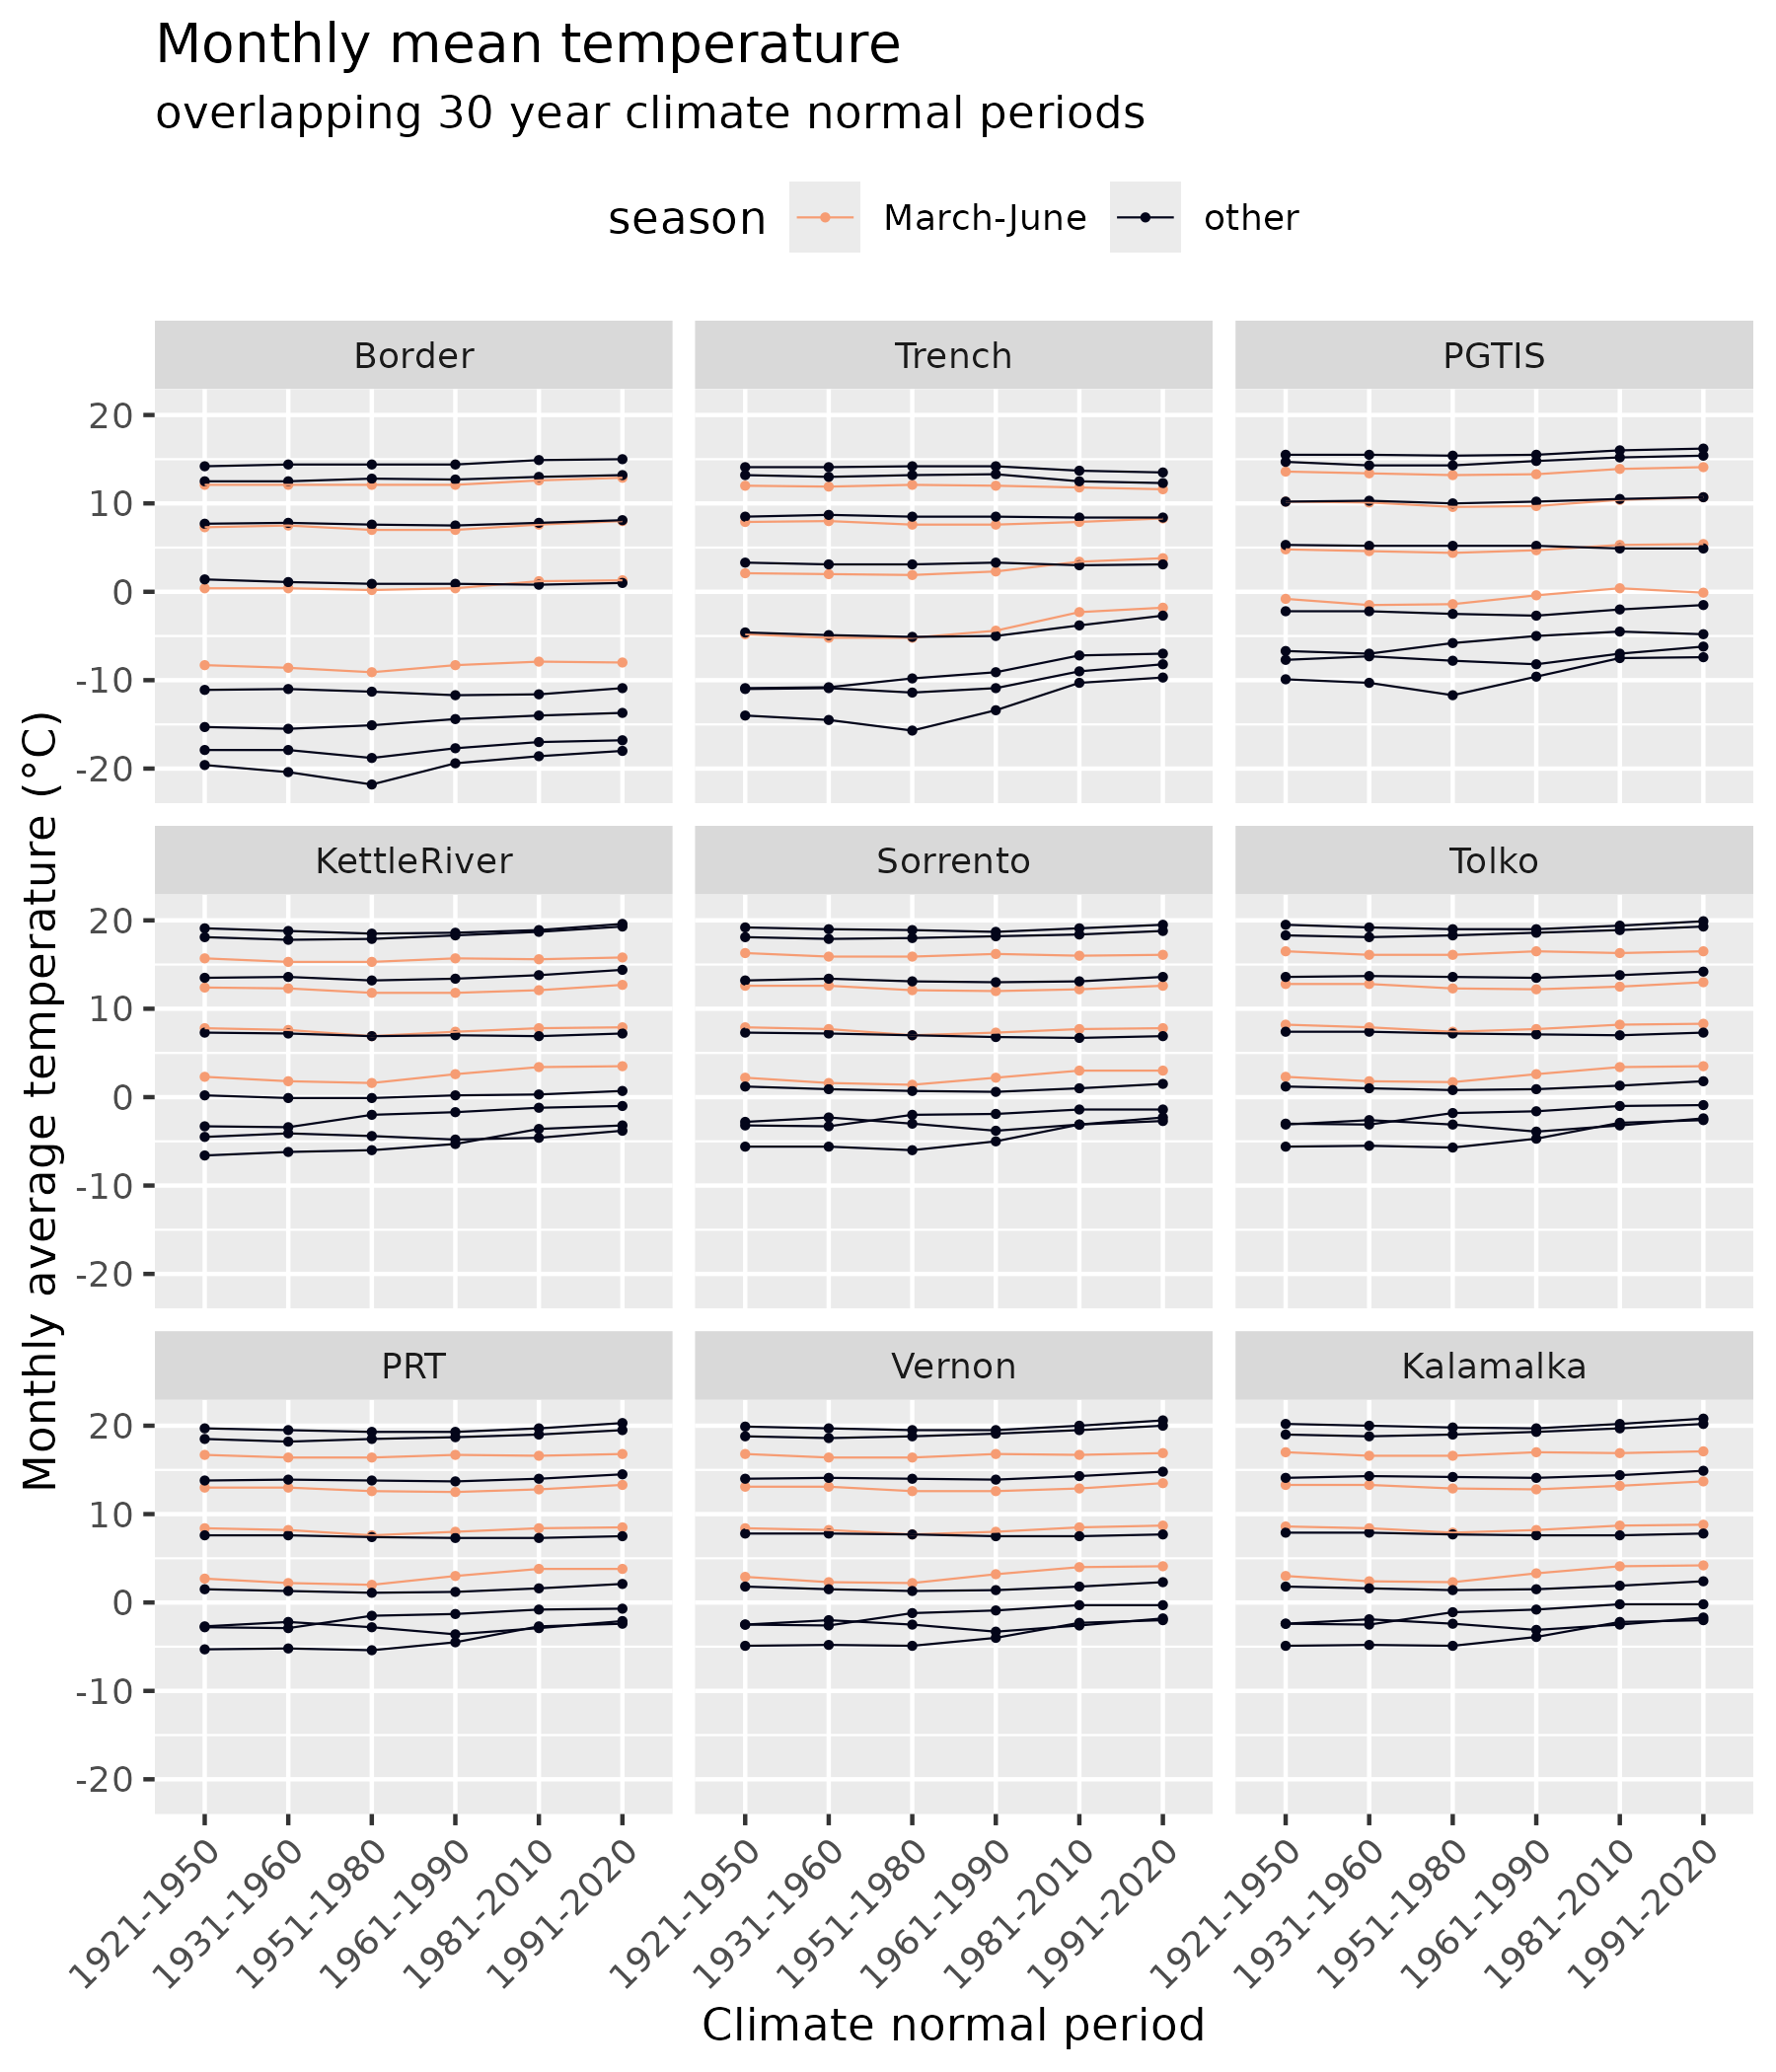 Monthly mean temperature
overlapping 30 year climate normal periods
season March-June other
Border Trench PGTIS
20
10
0
-10
-20
KettleRiver Sorrento Tolko
20
10
0
-10
-20
PRT Vernon Kalamalka
20
10
0
-10
-20
Monthly average temperature (°C)
1921-1950 1931-1960 1951-1980 1961-1990 1981-2010 1991-2020 1921-1950 1931-1960 1951-1980 1961-1990 1981-2010 1991-2020 1921-1950 1931-1960 1951-1980 1961-1990 1981-2010 1991-2020
Climate normal period